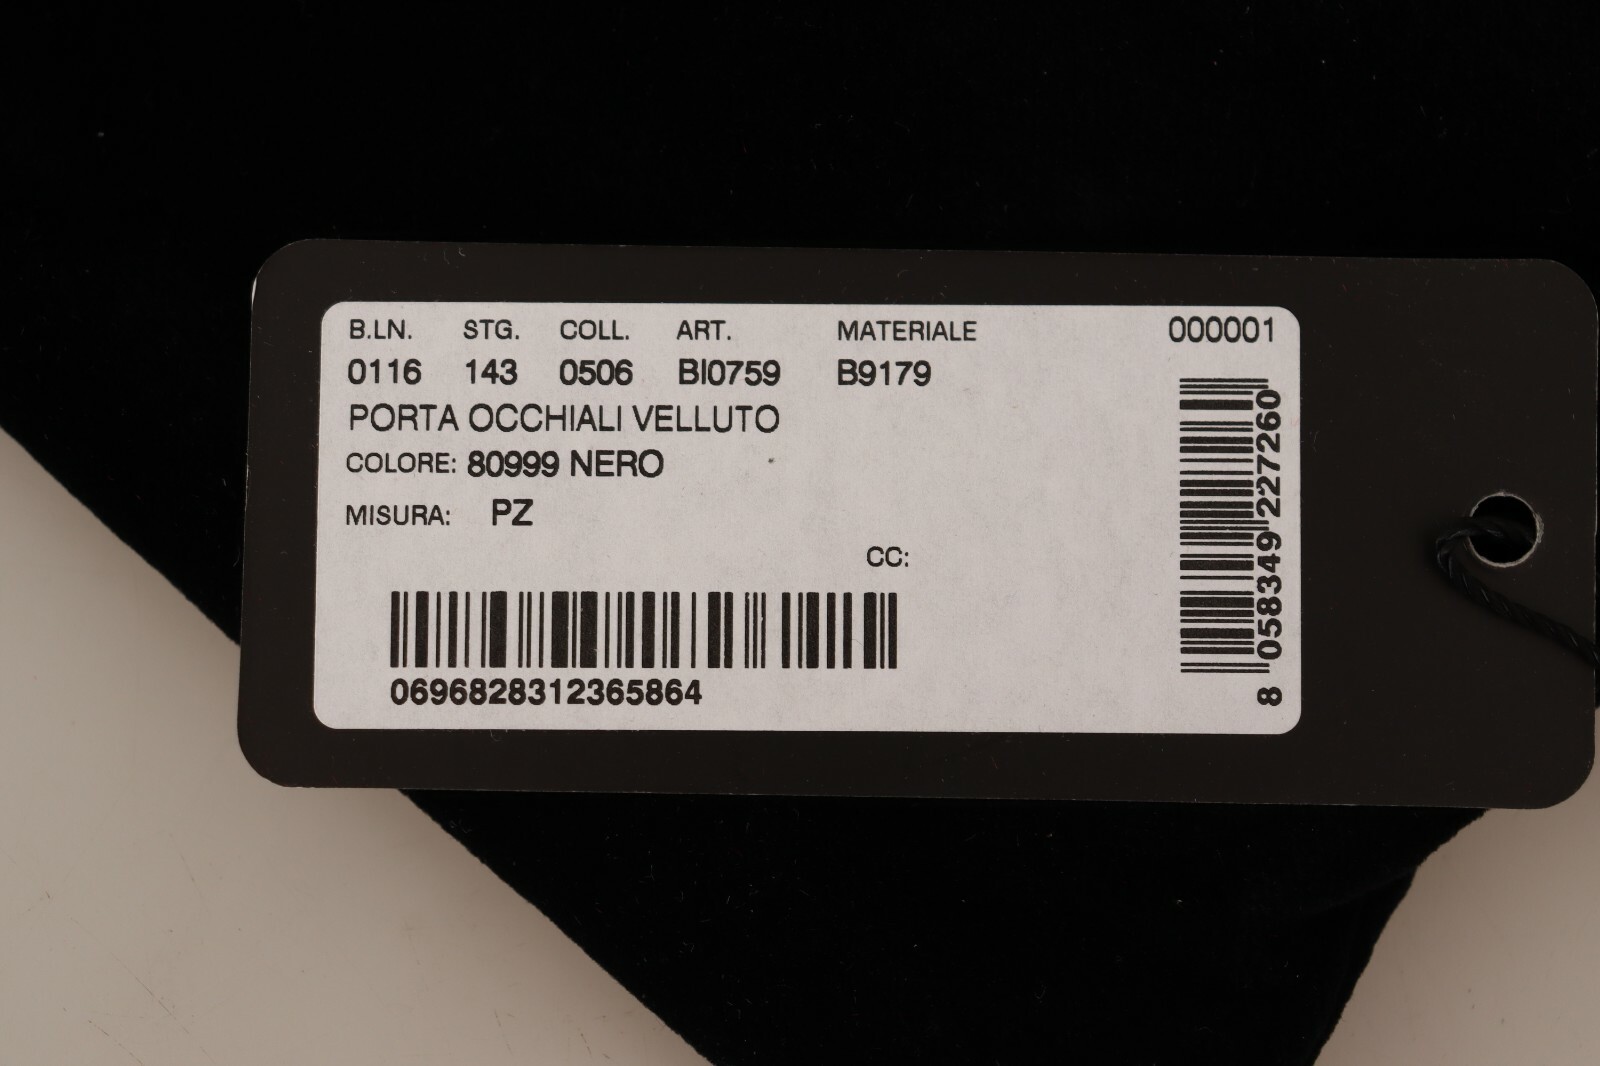 B.LN. STG. COLL. ART. MATERIALE 000001
0116 143 0506 BI0759 B9179
PORTA OCCHIALI VELLUTO
COLORE: 80999 NERO
MISURA: PZ
CC:
0696828312365864
8 058349 227260